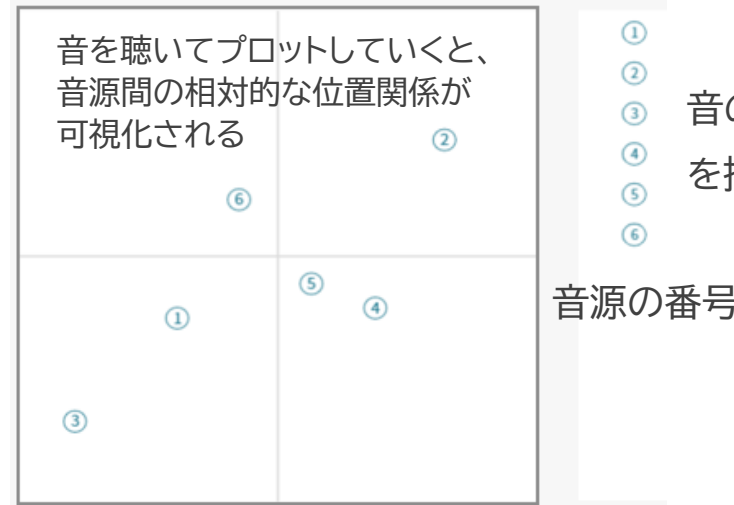 音を聴いてプロットしていくと、
音源間の相対的な位置関係が
可視化される
②
⑥
⑤
④
①
③
①
②
③
④
⑤
⑥
音の
を
音源の番号